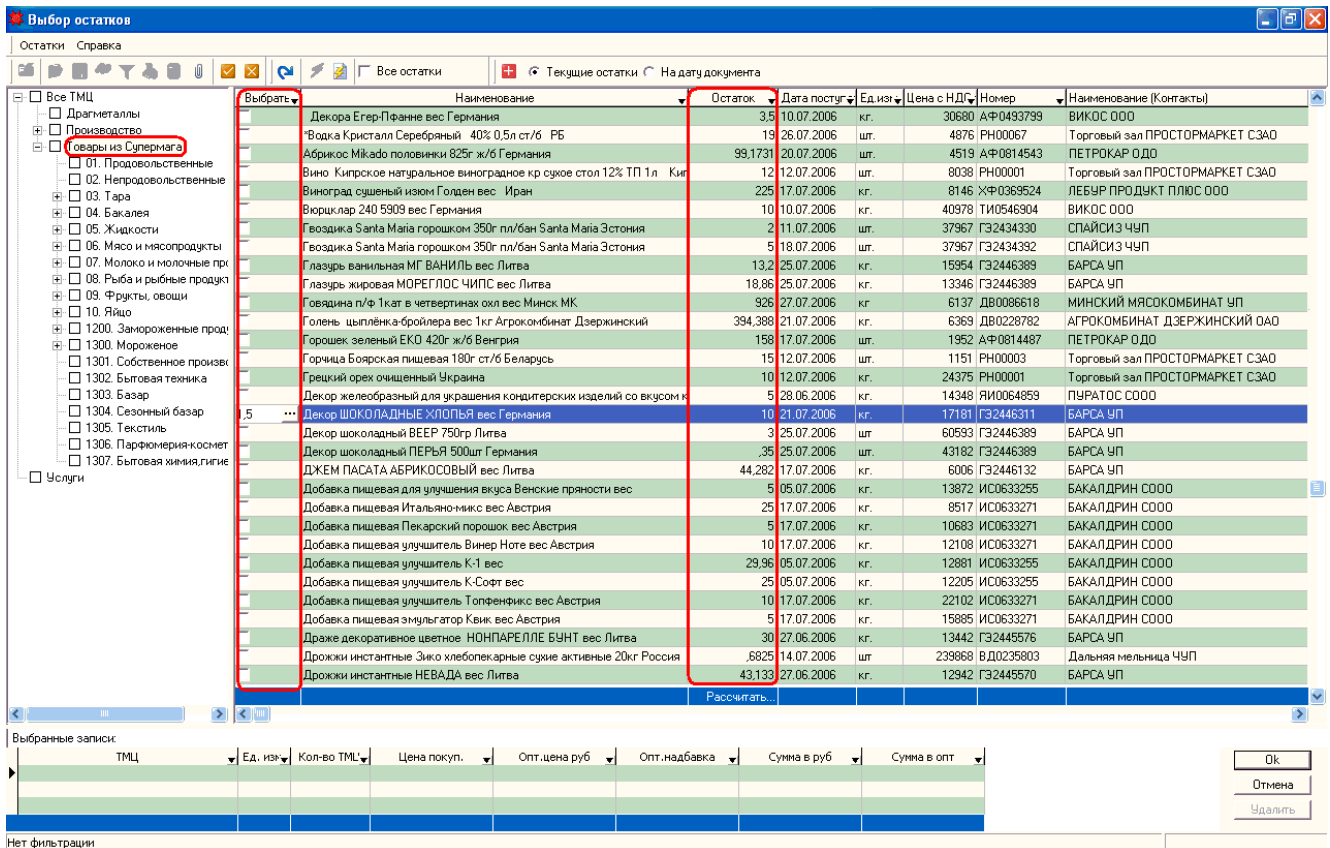 Выбор остатков
Остатки Справка
Все остатки Текущие остатки На дату документа
Все ТМЦ
Драгметаллы
Производство
Товары из Супермага
01. Продовольственные
02. Непродовольственные
03. Тара
04. Бакалея
05. Жидкости
06. Мясо и мясопродукты
07. Молоко и молочные про
08. Рыба и рыбные продукт
09. Фрукты, овощи
10. Яйцо
1200. Замороженные проду
1300. Мороженое
1301. Собственное произво
1302. Бытовая техника
1303. Базар
1304. Сезонный базар
1305. Текстиль
1306. Парфюмерия-космет
1307. Бытовая химия,гигие
Услуги
Выбрать Наименование Остаток Дата поступ Ед.изм Цена с НДС Номер Наименование (Контакты)
Декора Егер-Пфанне вес Германия 3,5 10.07.2006 кг. 30680 АФ0493799 ВИКОС ООО
*Водка Кристалл Серебряный 40% 0,5л ст/б РБ 19 26.07.2006 шт. 4876 РН00067 Торговый зал ПРОСТОРМАРКЕТ СЗАО
Абрикос Mikado половинки 825г ж/б Германия 99,1731 20.07.2006 шт. 4519 АФ0814543 ПЕТРОКАР ОДО
Вино Кипрское натуральное виноградное кр сухое стол 12% ТП 1л Кип 12 12.07.2006 шт. 8038 РН00001 Торговый зал ПРОСТОРМАРКЕТ СЗАО
Виноград сушеный изюм Голден вес Иран 225 17.07.2006 кг. 8146 ХФ0369524 ЛЕБУР ПРОДУКТ ПЛЮС ООО
Вюрцклар 240 5909 вес Германия 10 10.07.2006 кг. 40978 ТИ0546904 ВИКОС ООО
Гвоздика Santa Maria горошком 350г пл/бан Santa Maria Эстония 2 11.07.2006 шт. 37967 ГЗ2434330 СПАЙСИЗ ЧУП
Гвоздика Santa Maria горошком 350г пл/бан Santa Maria Эстония 5 18.07.2006 шт. 37967 ГЗ2434392 СПАЙСИЗ ЧУП
Глазурь ванильная МГ ВАНИЛЬ вес Литва 13,2 25.07.2006 кг. 15954 ГЭ2446389 БАРСА УП
Глазурь жировая МОРЕГЛОС ЧИПС вес Литва 18,86 25.07.2006 кг. 13346 ГЭ2446389 БАРСА УП
Говядина п/ф 1кат в четвертинах охл вес Минск МК 926 27.07.2006 кг 6137 ДВ0086618 МИНСКИЙ МЯСОКОМБИНАТ УП
Голень цыплёнка-бройлера вес 1кг Агрокомбинат Дзержинский 394,388 21.07.2006 кг. 6369 ДВ0228782 АГРОКОМБИНАТ ДЗЕРЖИНСКИЙ ОАО
Горошек зеленый ЕКО 420г ж/б Венгрия 158 17.07.2006 шт. 1952 АФ0814487 ПЕТРОКАР ОДО
Горчица Боярская пищевая 180г ст/б Беларусь 15 12.07.2006 шт. 1151 РН00003 Торговый зал ПРОСТОРМАРКЕТ СЗАО
Грецкий орех очищенный Украина 10 12.07.2006 кг. 24375 РН00001 Торговый зал ПРОСТОРМАРКЕТ СЗАО
Декор желеобразный для украшения кондитерских изделий со вкусом к 5 28.06.2006 кг. 14348 ЯИ0064859 ПУРАТОС СООО
,5 ... Декор ШОКОЛАДНЫЕ ХЛОПЬЯ вес Германия 10 21.07.2006 кг. 17181 ГЭ2446311 БАРСА УП
Декор шоколадный ВЕЕР 750гр Литва 3 25.07.2006 шт 60593 ГЭ2446389 БАРСА УП
Декор шоколадный ПЕРЬЯ 500шт Германия ,35 25.07.2006 шт. 43182 ГЭ2446389 БАРСА УП
ДЖЕМ ПАСАТА АБРИКОСОВЫЙ вес Литва 44,282 17.07.2006 кг. 6006 ГЭ2446132 БАРСА УП
Добавка пищевая для улучшения вкуса Венские пряности вес 5 05.07.2006 кг. 13872 ИС0633255 БАКАЛДРИН СООО
Добавка пищевая Итальяно-микс вес Австрия 25 17.07.2006 кг. 8517 ИС0633271 БАКАЛДРИН СООО
Добавка пищевая Пекарский порошок вес Австрия 5 17.07.2006 кг. 10683 ИС0633271 БАКАЛДРИН СООО
Добавка пищевая улучшитель Винер Ноте вес Австрия 10 17.07.2006 кг. 12108 ИС0633271 БАКАЛДРИН СООО
Добавка пищевая улучшитель К-1 вес 29,96 05.07.2006 кг. 12881 ИС0633255 БАКАЛДРИН СООО
Добавка пищевая улучшитель К-Софт вес 25 05.07.2006 кг. 12205 ИС0633255 БАКАЛДРИН СООО
Добавка пищевая улучшитель Топфенфикс вес Австрия 10 17.07.2006 кг. 22102 ИС0633271 БАКАЛДРИН СООО
Добавка пищевая эмульгатор Квик вес Австрия 5 17.07.2006 кг. 15885 ИС0633271 БАКАЛДРИН СООО
Драже декоративное цветное НОНПАРЕЛЛЕ БУНТ вес Литва 30 27.06.2006 кг. 13442 ГЭ2445576 БАРСА УП
Дрожжи инстантные Зико хлебопекарные сухие активные 20кг Россия ,6825 14.07.2006 шт 239868 ВД0235803 Дальняя мельница ЧУП
Дрожжи инстантные НЕВАДА вес Литва 43,133 27.06.2006 кг. 12942 ГЭ2445570 БАРСА УП
Рассчитать...
Выбранные записи:
ТМЦ Ед. изм Кол-во ТМЦ Цена покуп. Опт.цена руб Опт.надбавка Сумма в руб Сумма в опт
Ok
Отмена
Удалить
Нет фильтрации